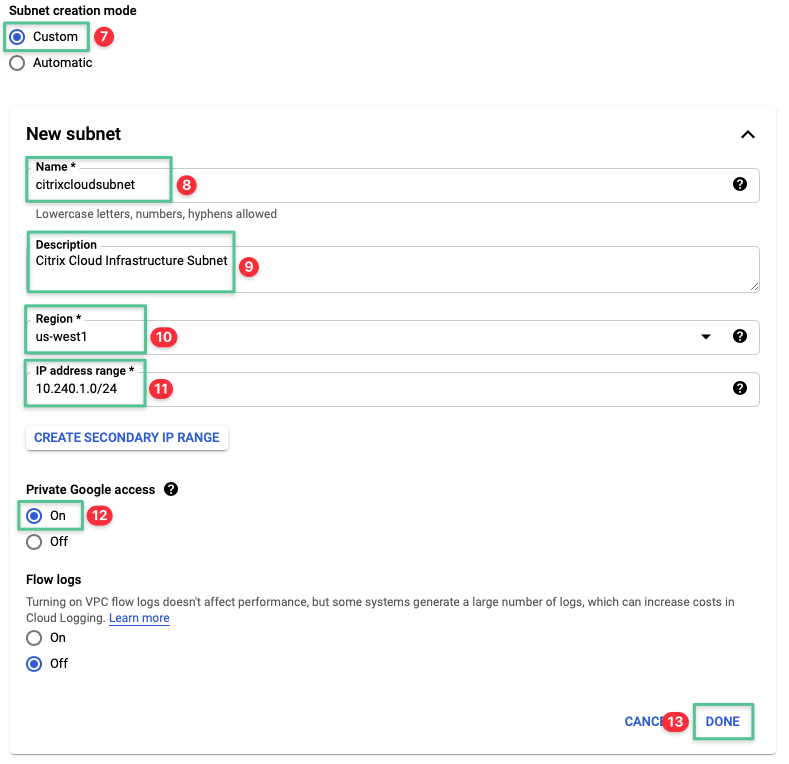 Subnet creation mode
Custom 7
Automatic
New subnet
Name *
citrixcloudsubnet 8
Lowercase letters, numbers, hyphens allowed
Description
Citrix Cloud Infrastructure Subnet 9
Region *
us-west1 10
IP address range *
10.240.1.0/24 11
CREATE SECONDARY IP RANGE
Private Google access
On 12
Off
Flow logs
Turning on VPC flow logs doesn't affect performance, but some systems generate a large number of logs, which can increase costs in
Cloud Logging. Learn more
On
Off
CANC 13 DONE